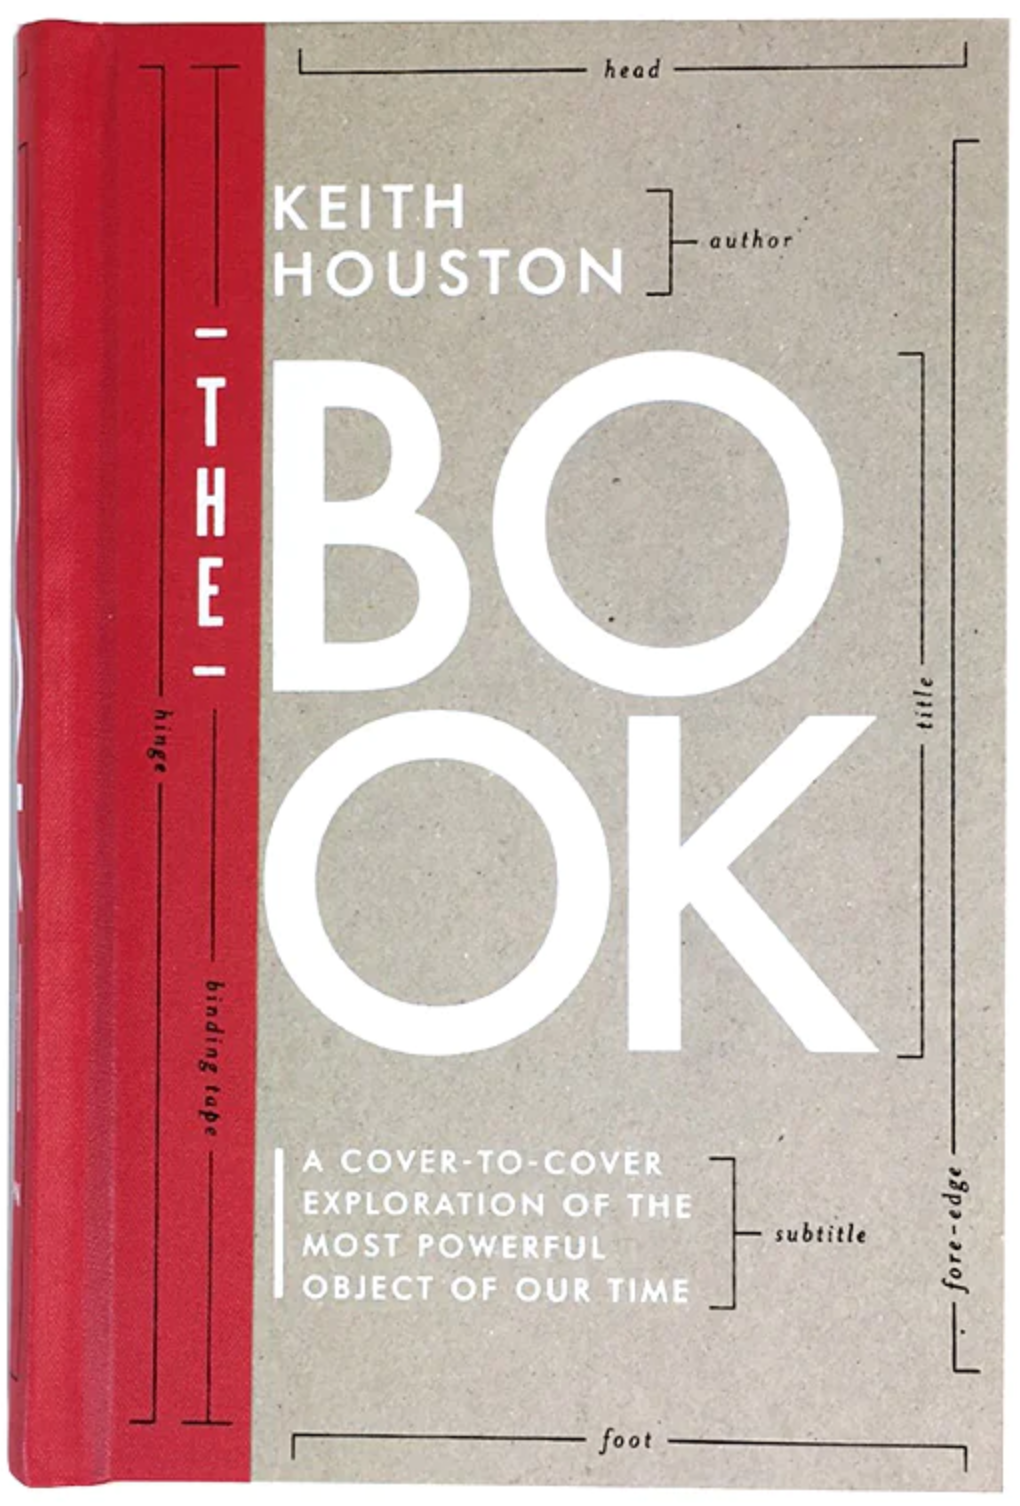 head
KEITH
HOUSTON
author
THE
BO
OK
title
hinge
binding tape
A COVER-TO-COVER
EXPLORATION OF THE
MOST POWERFUL
OBJECT OF OUR TIME
subtitle
fore-edge
foot